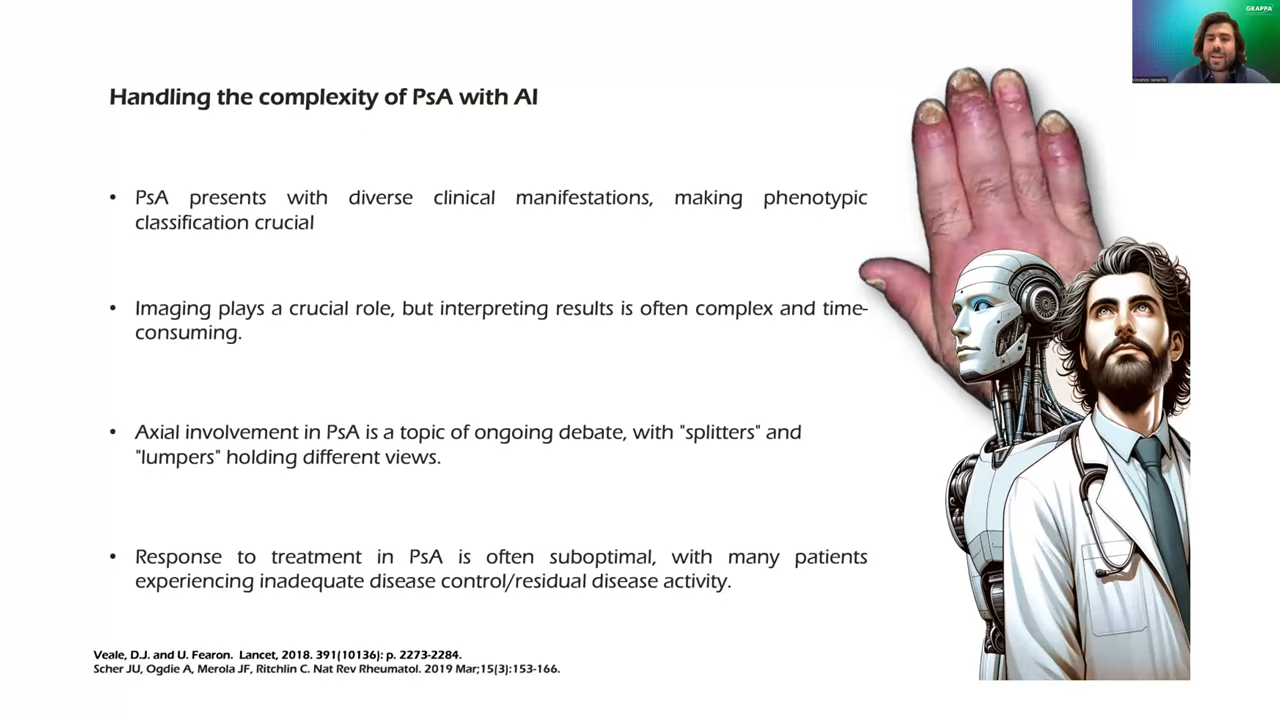 GRAPPA
Vincenzo Venerito
Handling the complexity of PsA with AI
• PsA presents with diverse clinical manifestations, making phenotypic
classification crucial
• Imaging plays a crucial role, but interpreting results is often complex and time-
consuming.
• Axial involvement in PsA is a topic of ongoing debate, with "splitters" and
"lumpers" holding different views.
• Response to treatment in PsA is often suboptimal, with many patients
experiencing inadequate disease control/residual disease activity.
Veale, D.J. and U. Fearon. Lancet, 2018. 391(10136): p. 2273-2284.
Scher JU, Ogdie A, Merola JF, Ritchlin C. Nat Rev Rheumatol. 2019 Mar;15(3):153-166.